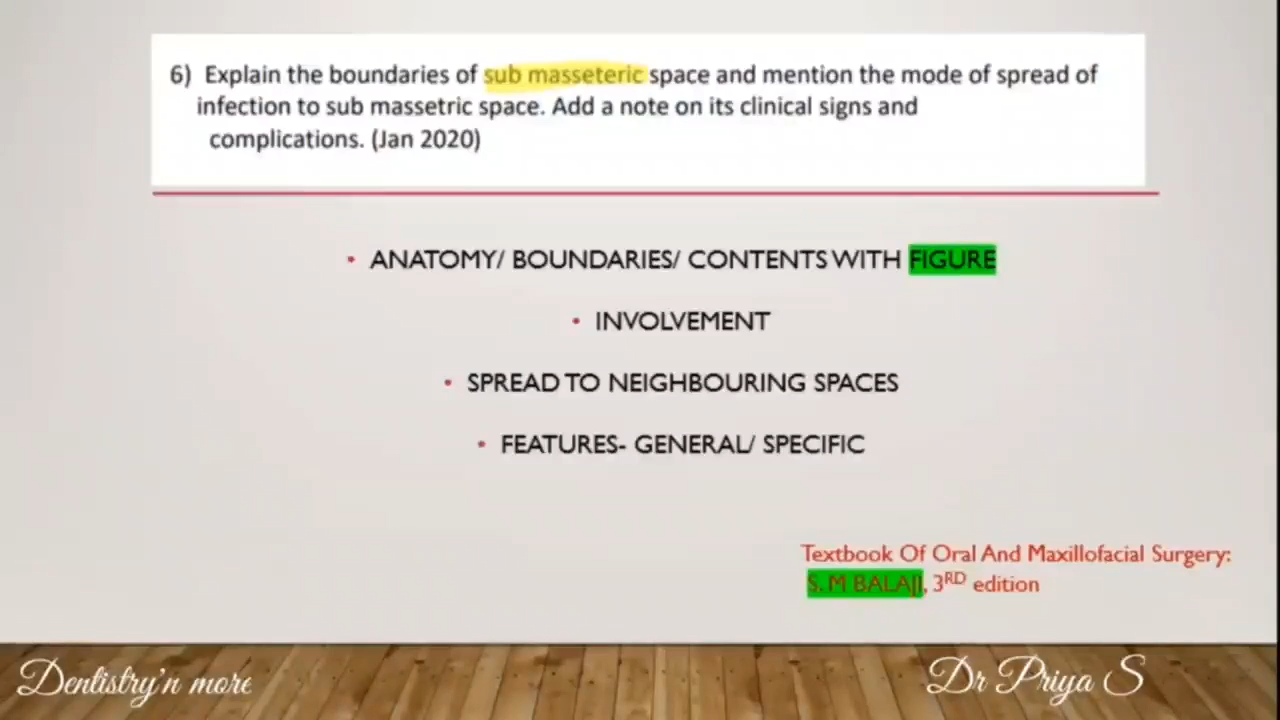 6) Explain the boundaries of sub masseteric space and mention the mode of spread of
infection to sub massetric space. Add a note on its clinical signs and
complications. (Jan 2020)
• ANATOMY/ BOUNDARIES/ CONTENTS WITH FIGURE
• INVOLVEMENT
• SPREAD TO NEIGHBOURING SPACES
• FEATURES- GENERAL/ SPECIFIC
Textbook Of Oral And Maxillofacial Surgery:
S. M BALAJI, 3RD edition
Dentistry'n more
Dr Priya S